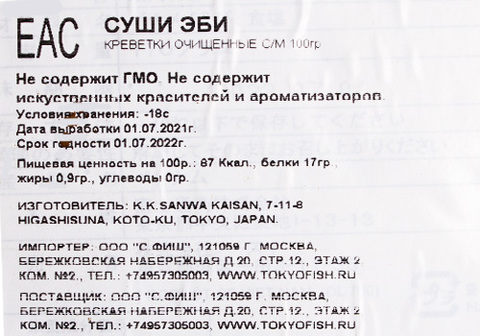 EAC СУШИ ЭБИ
КРЕВЕТКИ ОЧИЩЕННЫЕ С/М 100гр
Не содержит ГМО. Не содержит
искуственных красителей и ароматизаторов.
Условия хранения: -18с
Дата выработки 01.07.2021г.
Срок годности 01.07.2022г.
Пищевая ценность на 100р.: 87 Ккал., белки 17гр.,
жиры 0,9гр., углеводы 0гр.
ИЗГОТОВИТЕЛЬ: K.K.SANWA KAISAN, 7-11-8
HIGASHISUNA, KOTO-KU, TOKYO, JAPAN.
ИМПОРТЕР: ООО "С.ФИШ", 121059 Г. МОСКВА,
БЕРЕЖКОВСКАЯ НАБЕРЕЖНАЯ Д.20, СТР.12., ЭТАЖ 2
КОМ. №2., ТЕЛ.: +74957305003, WWW.TOKYOFISH.RU
ПОСТАВЩИК: ООО "С.ФИШ", 121059 Г. МОСКВА,
БЕРЕЖКОВСКАЯ НАБЕРЕЖНАЯ Д.20, СТР.12., ЭТАЖ 2
КОМ. №2., ТЕЛ.: +74957305003, WWW.TOKYOFISH.RU